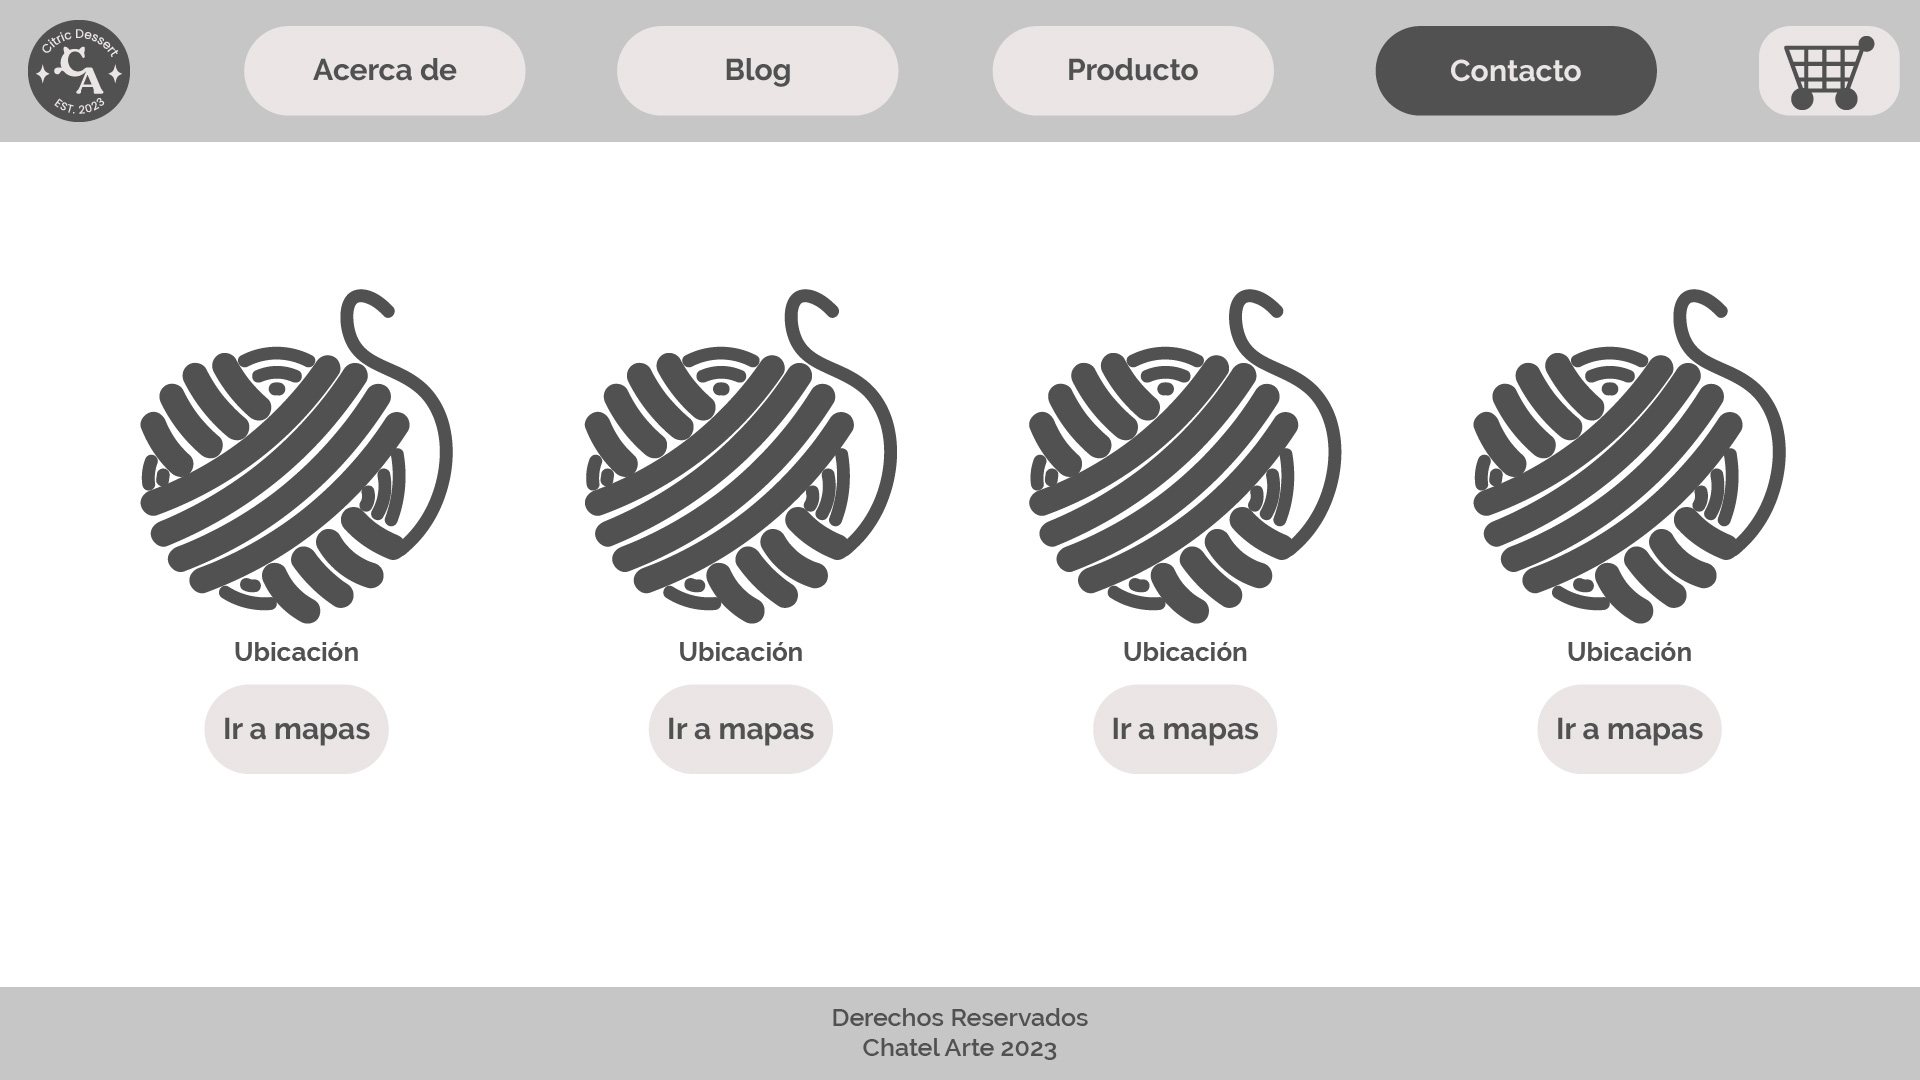 Citric Dessert
CA
EST. 2023
Acerca de
Blog
Producto
Contacto
Ubicación
Ubicación
Ubicación
Ubicación
Ir a mapas
Ir a mapas
Ir a mapas
Ir a mapas
Derechos Reservados
Chatel Arte 2023